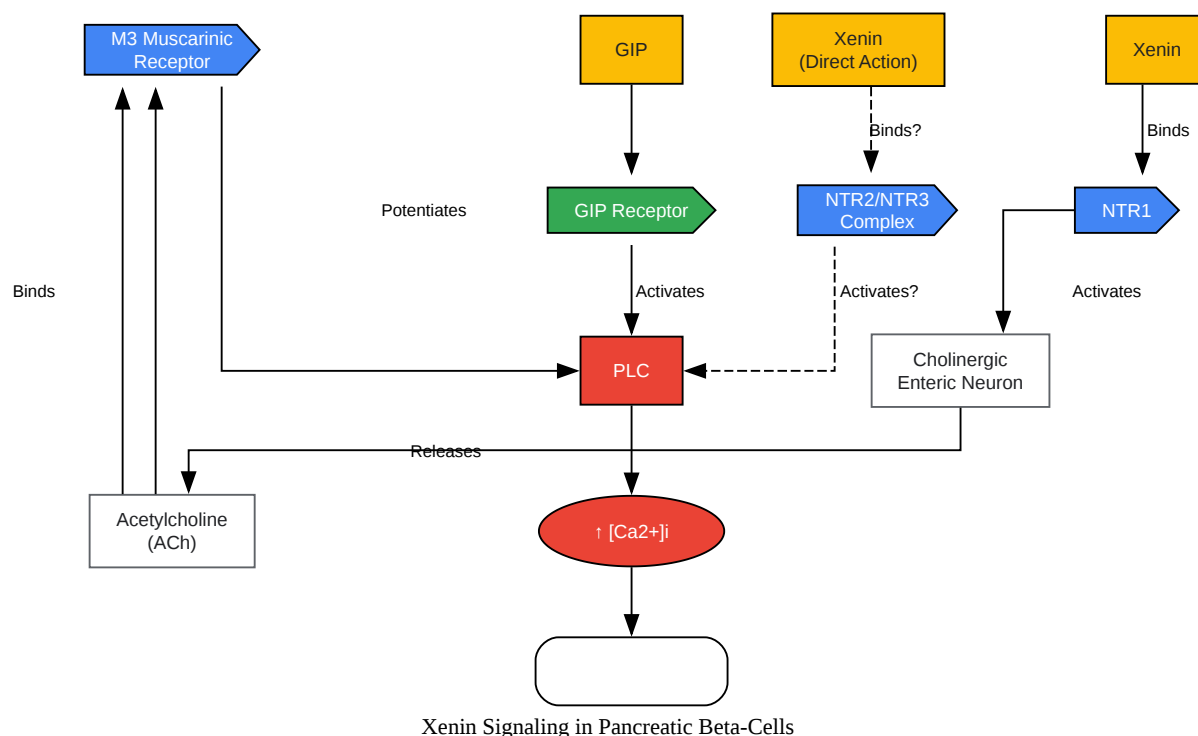 M3 Muscarinic
Receptor
GIP
Xenin
(Direct Action)
Xenin
Binds?
Binds
Potentiates
GIP Receptor
NTR2/NTR3
Complex
NTR1
Binds
Activates
Activates?
Activates
PLC
Cholinergic
Enteric Neuron
Releases
Acetylcholine
(ACh)
↑ [Ca2+]i
Xenin Signaling in Pancreatic Beta-Cells